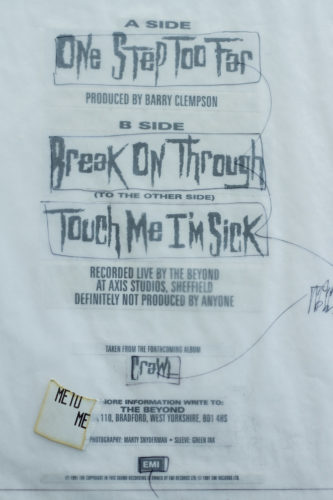 A SIDE
ONE STEP TOO FAR
PRODUCED BY BARRY CLEMPSON
B SIDE
BREAK ON THROUGH
(TO THE OTHER SIDE)
TOUCH ME I'M SICK
RECORDED LIVE BY THE BEYOND
AT AXIS STUDIOS, SHEFFIELD
DEFINITELY NOT PRODUCED BY ANYONE
TAKEN FROM THE FORTHCOMING ALBUM
CRAWL
MORE INFORMATION WRITE TO:
THE BEYOND
110, BRADFORD, WEST YORKSHIRE, BD1 4HS
PHOTOGRAPHY: MARTY SNYDERMAN • SLEEVE: GREEN INK
EMI
METU
ME